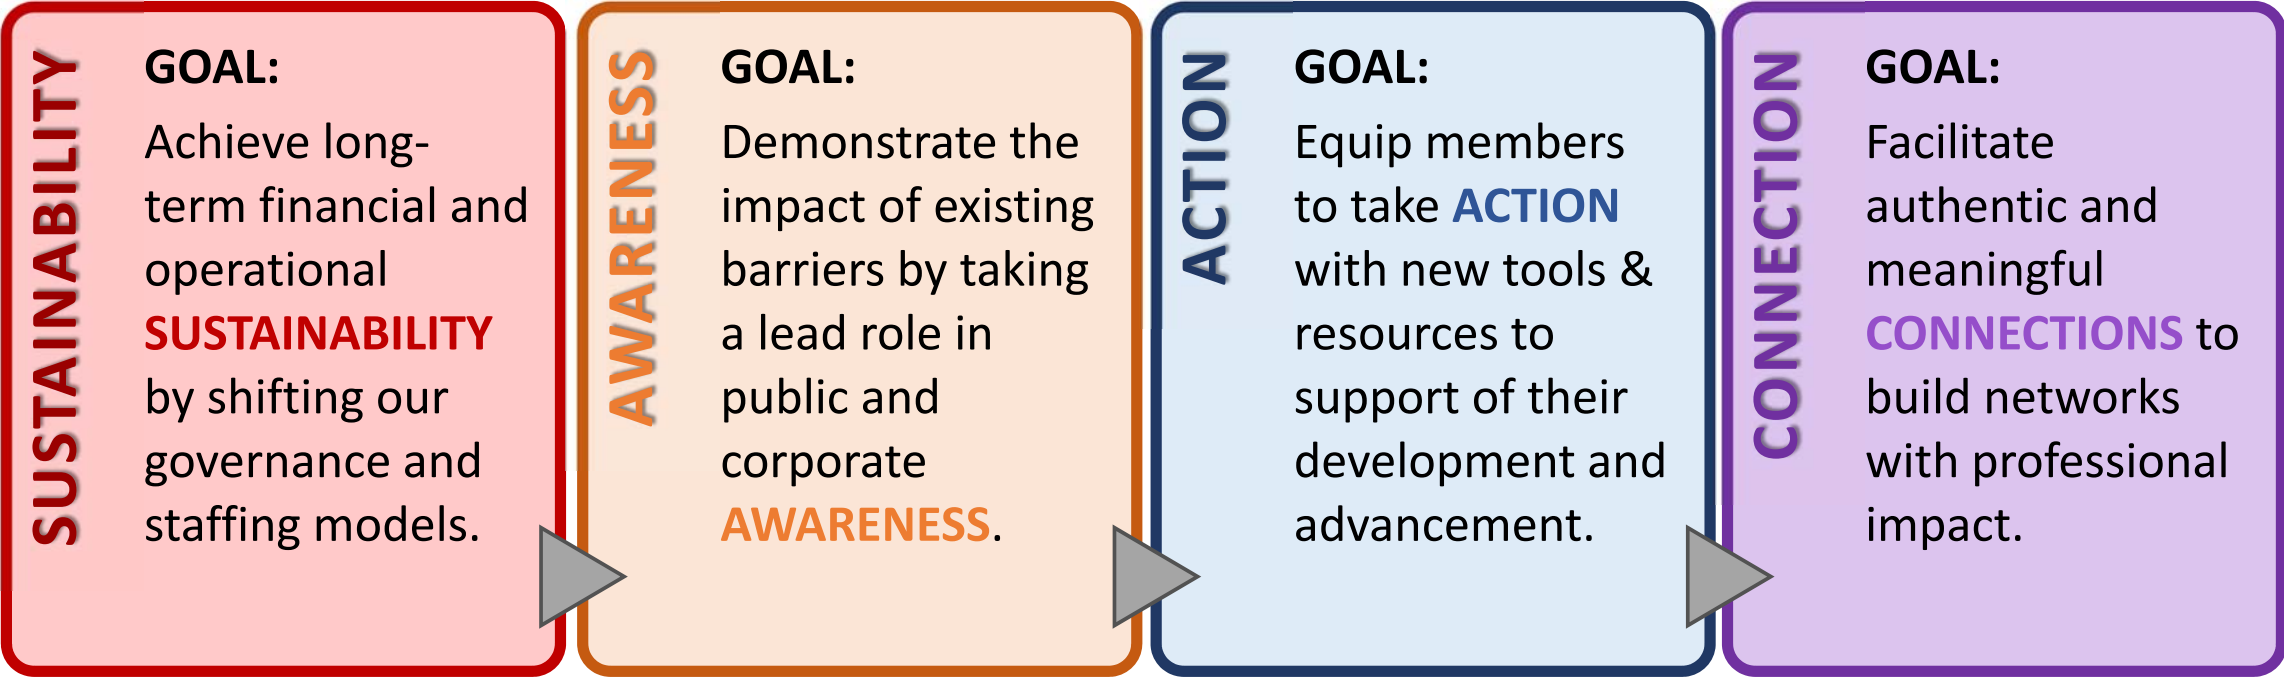 SUSTAINABILITY
GOAL:
Achieve long-
term financial and
operational
SUSTAINABILITY
by shifting our
governance and
staffing models.
AWARENESS
GOAL:
Demonstrate the
impact of existing
barriers by taking
a lead role in
public and
corporate
AWARENESS.
ACTION
GOAL:
Equip members
to take ACTION
with new tools &
resources to
support of their
development and
advancement.
CONNECTION
GOAL:
Facilitate
authentic and
meaningful
CONNECTIONS to
build networks
with professional
impact.